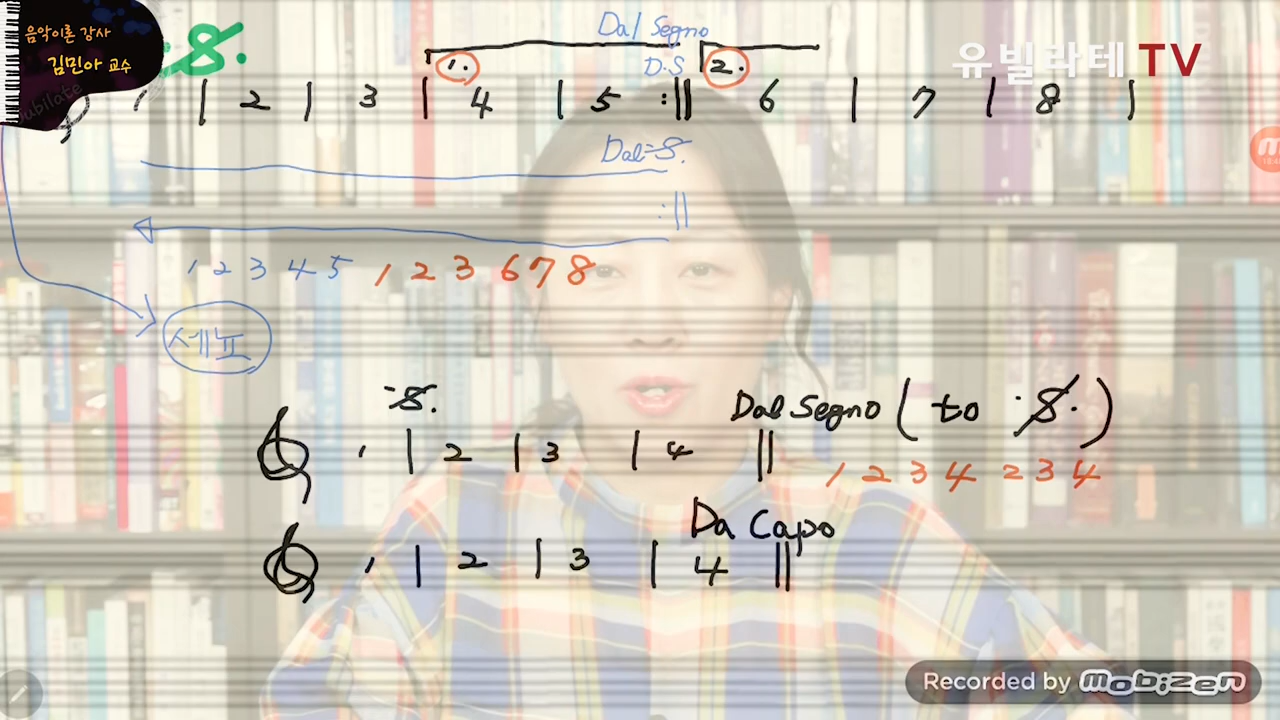 음악이론 강사
김민아 교수
Jubilate
유빌라테 TV
Dal Segno
1. D.S 2.
1 | 2 | 3 | 4 | 5 :|| 6 | 7 | 8 |
Dal 𝄋
:||
1 2 3 4 5 1 2 3 6 7 8
세뇨
𝄋 Dal Segno (to 𝄋)
1 | 2 | 3 | 4 ||
1 2 3 4 2 3 4
Da Capo
1 | 2 | 3 | 4 ||
Recorded by mobizen